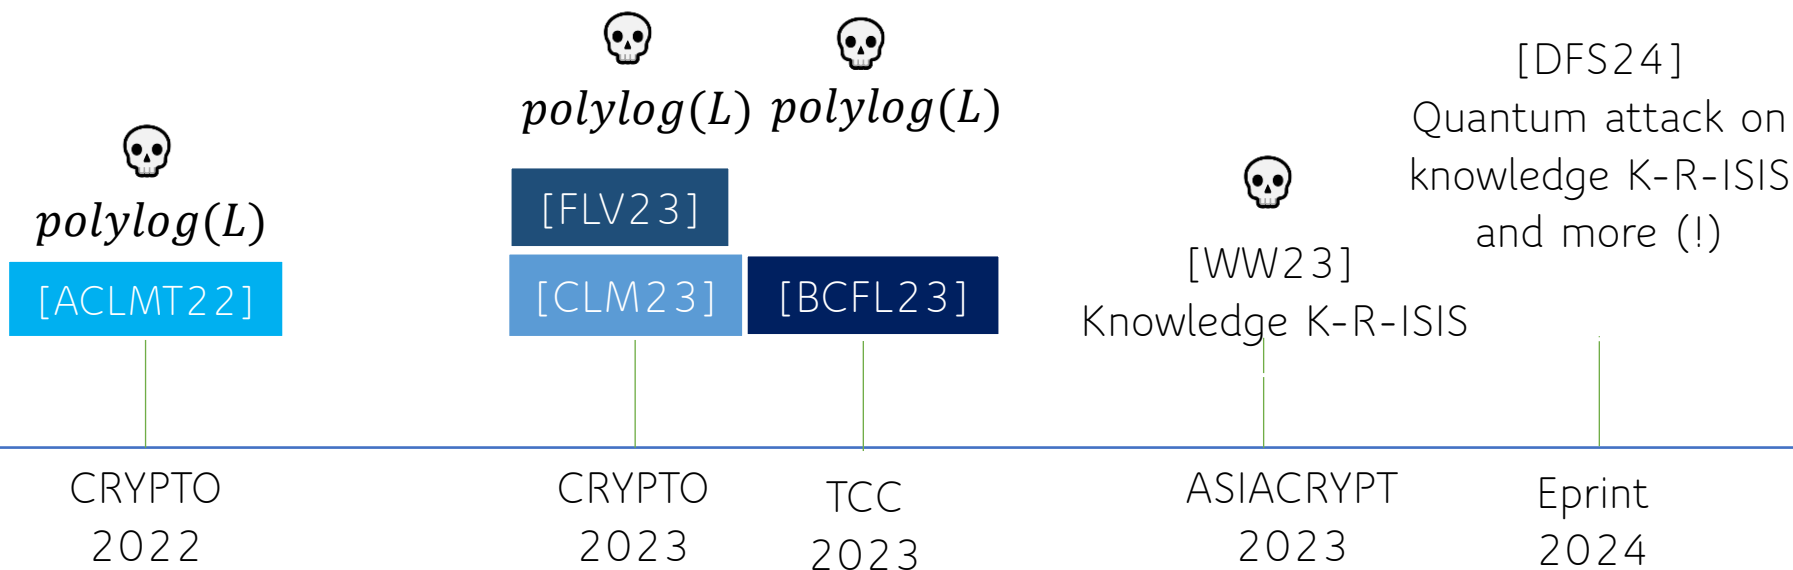 polylog(L)
[ACLMT22]
CRYPTO
2022
polylog(L)
[FLV23]
[CLM23]
CRYPTO
2023
polylog(L)
[BCFL23]
TCC
2023
[WW23]
Knowledge K-R-ISIS
ASIACRYPT
2023
[DFS24]
Quantum attack on
knowledge K-R-ISIS
and more (!)
Eprint
2024